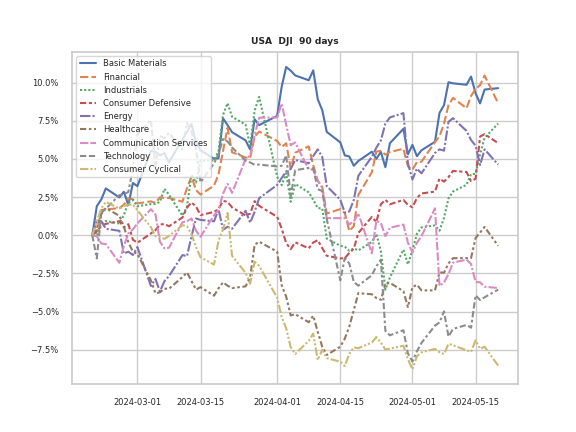 USA DJI 90 days
Basic Materials
Financial
Industrials
Consumer Defensive
Energy
Healthcare
Communication Services
Technology
Consumer Cyclical
10.0%
7.5%
5.0%
2.5%
0.0%
−2.5%
−5.0%
−7.5%
2024-03-01 2024-03-15 2024-04-01 2024-04-15 2024-05-01 2024-05-15